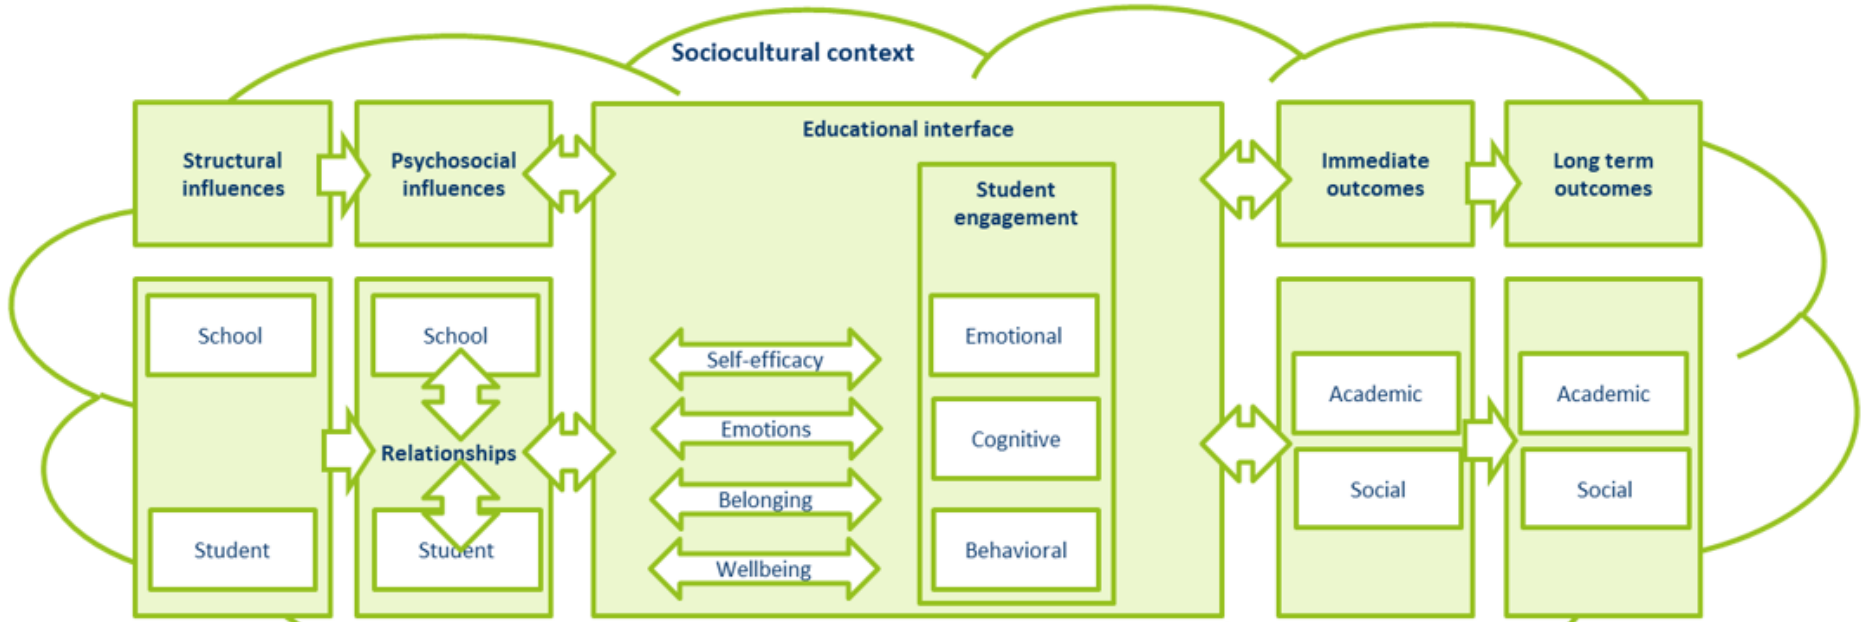 Sociocultural context
Structural
influences
Psychosocial
influences
Educational interface
Student
engagement
Immediate
outcomes
Long term
outcomes
School
Student
School
Relationships
Student
Self-efficacy
Emotions
Belonging
Wellbeing
Emotional
Cognitive
Behavioral
Academic
Social
Academic
Social